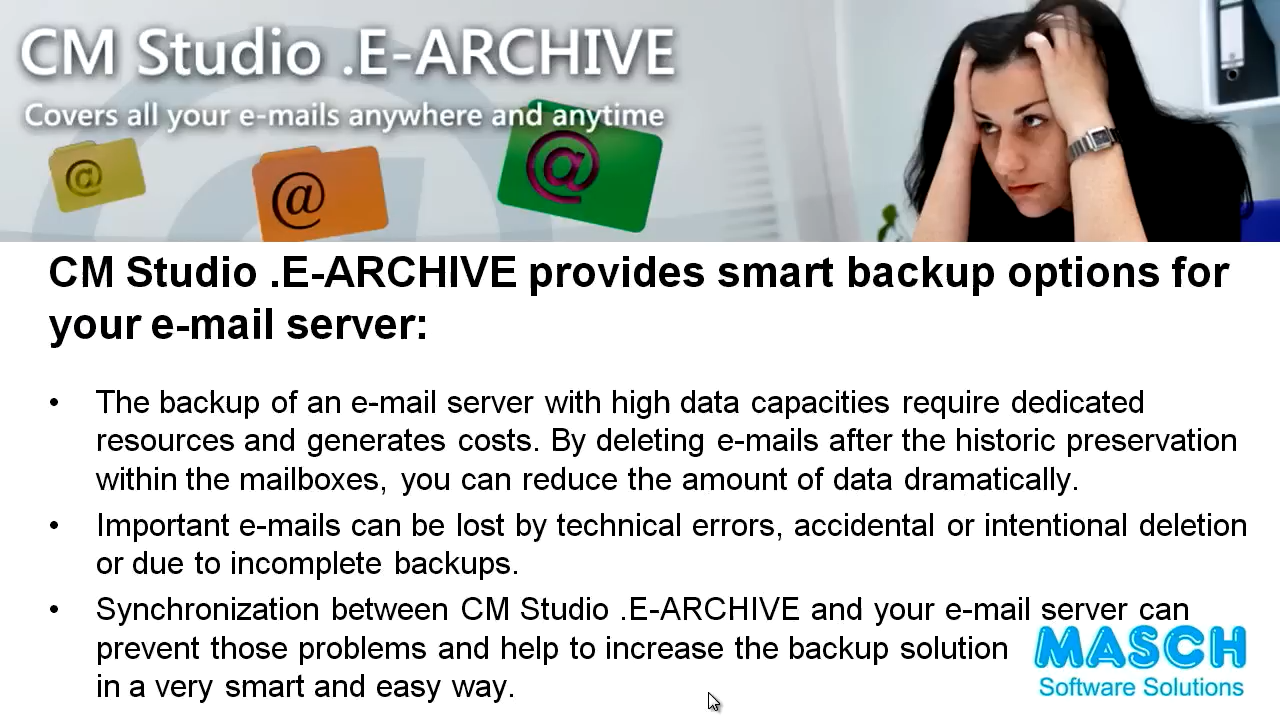 CM Studio .E-ARCHIVE
Covers all your e-mails anywhere and anytime
@
@
@
CM Studio .E-ARCHIVE provides smart backup options for
your e-mail server:
• The backup of an e-mail server with high data capacities require dedicated
resources and generates costs. By deleting e-mails after the historic preservation
within the mailboxes, you can reduce the amount of data dramatically.
• Important e-mails can be lost by technical errors, accidental or intentional deletion
or due to incomplete backups.
• Synchronization between CM Studio .E-ARCHIVE and your e-mail server can
prevent those problems and help to increase the backup solution
in a very smart and easy way.
MASCH
Software Solutions